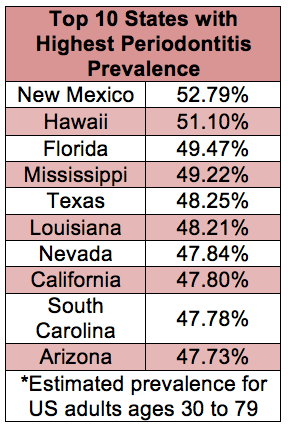 Top 10 States with
Highest Periodontitis
Prevalence
New Mexico 52.79%
Hawaii 51.10%
Florida 49.47%
Mississippi 49.22%
Texas 48.25%
Louisiana 48.21%
Nevada 47.84%
California 47.80%
South
Carolina 47.78%
Arizona 47.73%
*Estimated prevalence for
US adults ages 30 to 79